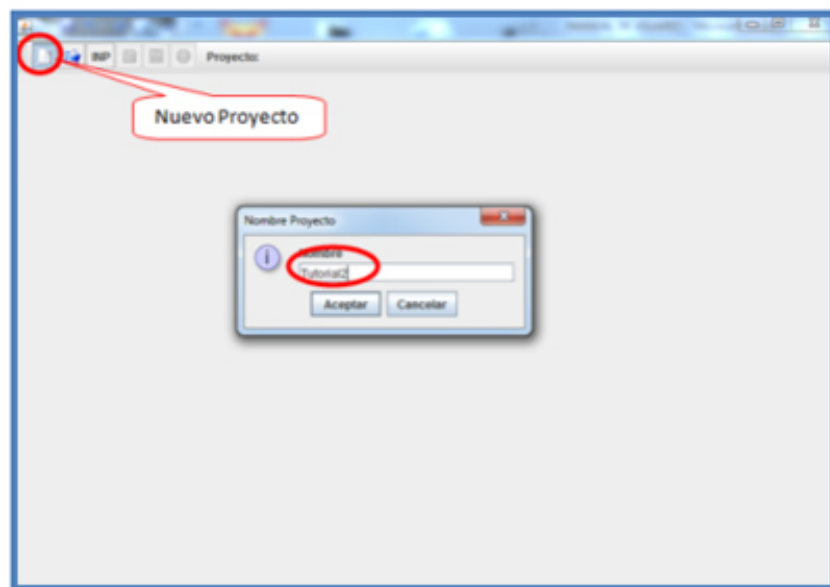 INP Proyecto:
Nuevo Proyecto
Nombre Proyecto
Nombre
Tutorial2
Aceptar Cancelar